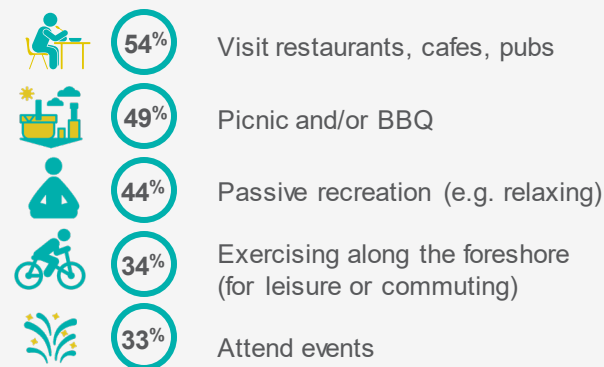 54% Visit restaurants, cafes, pubs
49% Picnic and/or BBQ
44% Passive recreation (e.g. relaxing)
34% Exercising along the foreshore
(for leisure or commuting)
33% Attend events